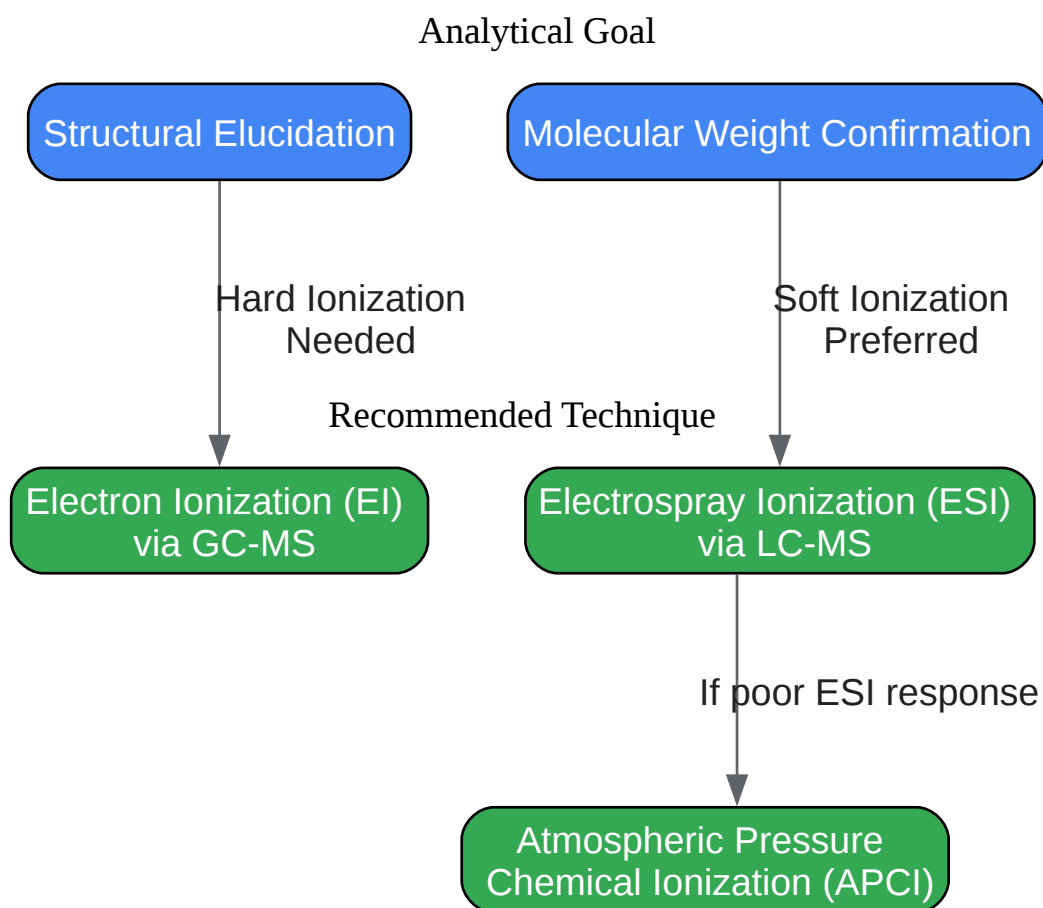 Analytical Goal
Structural Elucidation
Molecular Weight Confirmation
Hard Ionization
Needed
Soft Ionization
Preferred
Recommended Technique
Electron Ionization (EI)
via GC-MS
Electrospray Ionization (ESI)
via LC-MS
If poor ESI response
Atmospheric Pressure
Chemical Ionization (APCI)